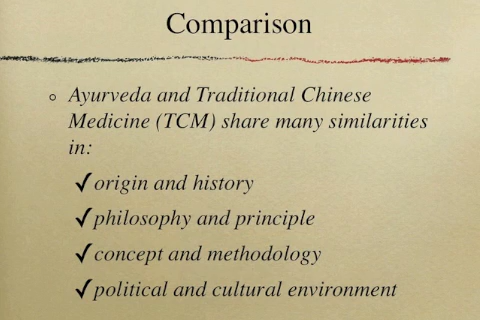 Comparison
Ayurveda and Traditional Chinese
Medicine (TCM) share many similarities
in:
✓origin and history
✓philosophy and principle
✓concept and methodology
✓political and cultural environment